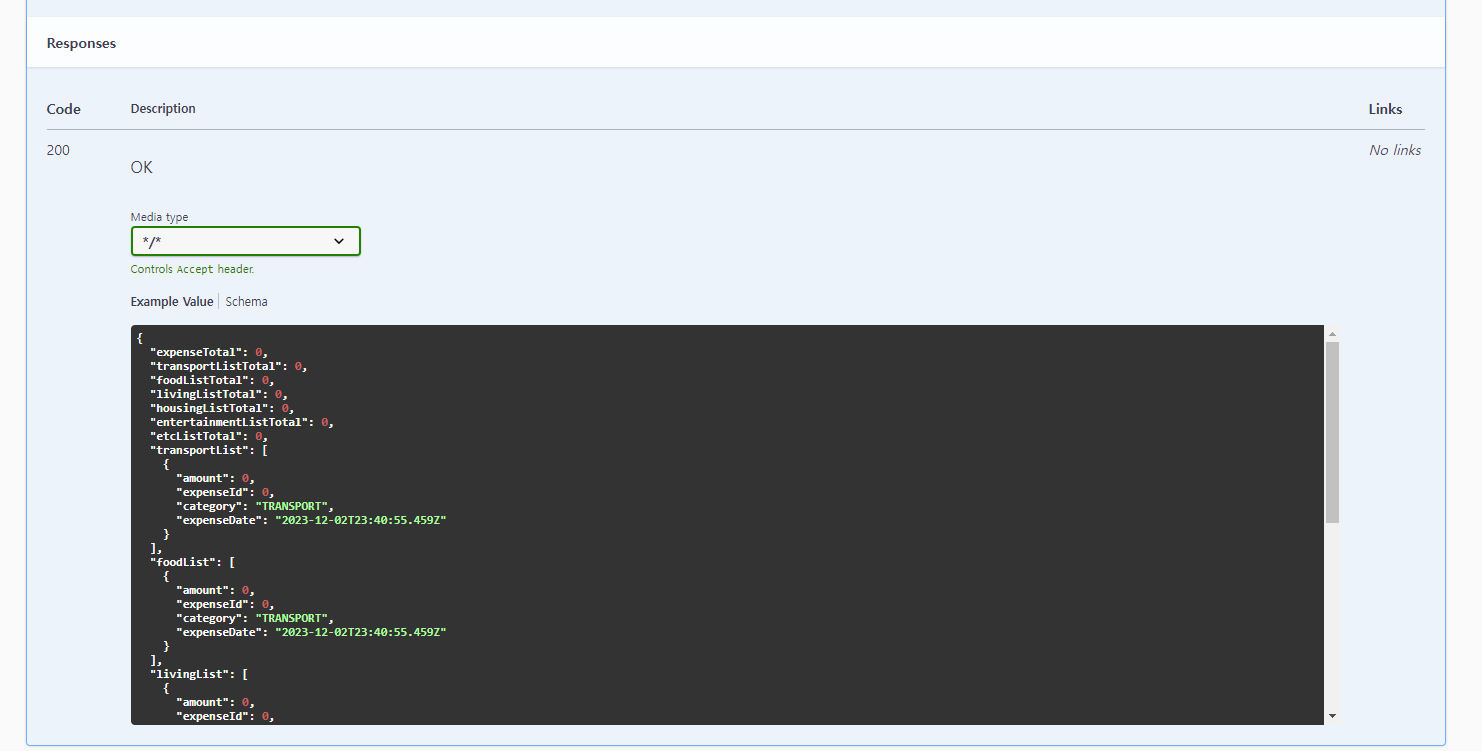 Responses
Code Description Links
200 OK No links
Media type
*/*
Controls Accept header.
Example Value Schema
{
  "expenseTotal": 0,
  "transportListTotal": 0,
  "foodListTotal": 0,
  "livingListTotal": 0,
  "housingListTotal": 0,
  "entertainmentListTotal": 0,
  "etcListTotal": 0,
  "transportList": [
    {
      "amount": 0,
      "expenseId": 0,
      "category": "TRANSPORT",
      "expenseDate": "2023-12-02T23:40:55.459Z"
    }
  ],
  "foodList": [
    {
      "amount": 0,
      "expenseId": 0,
      "category": "TRANSPORT",
      "expenseDate": "2023-12-02T23:40:55.459Z"
    }
  ],
  "livingList": [
    {
      "amount": 0,
      "expenseId": 0,